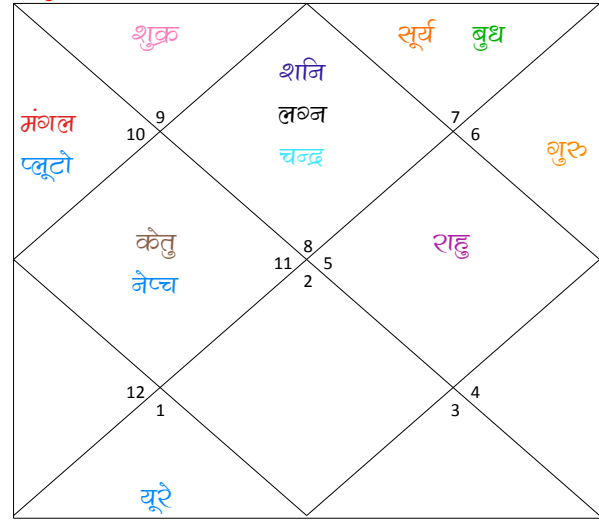 शुक्र
सूर्य बुध
शनि
लग्न
चन्द्र
मंगल
प्लूटो
9
10
7
6
गुरु
केतु
नेप्च
राहु
8
11 5
2
12
1
4
3
यूरे